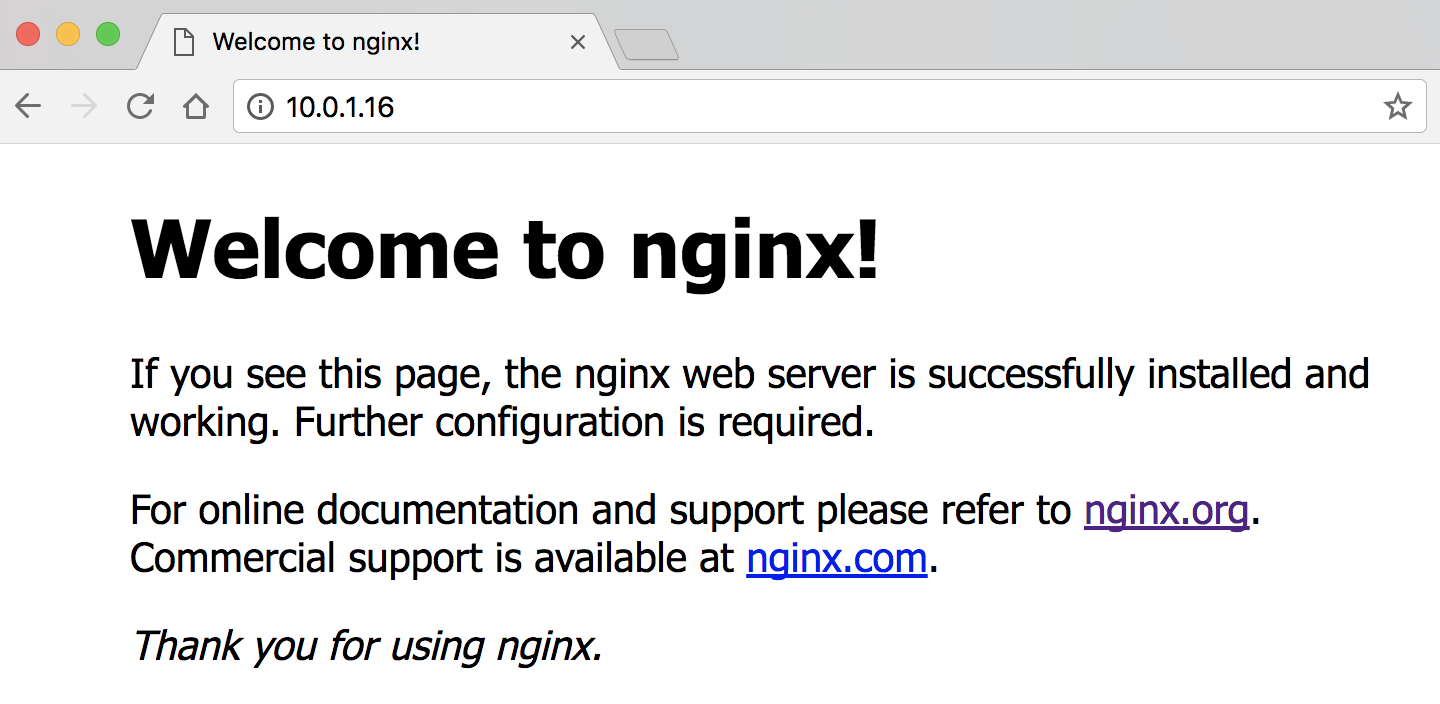 Welcome to nginx!
10.0.1.16
Welcome to nginx!
If you see this page, the nginx web server is successfully installed and
working. Further configuration is required.
For online documentation and support please refer to nginx.org.
Commercial support is available at nginx.com.
Thank you for using nginx.